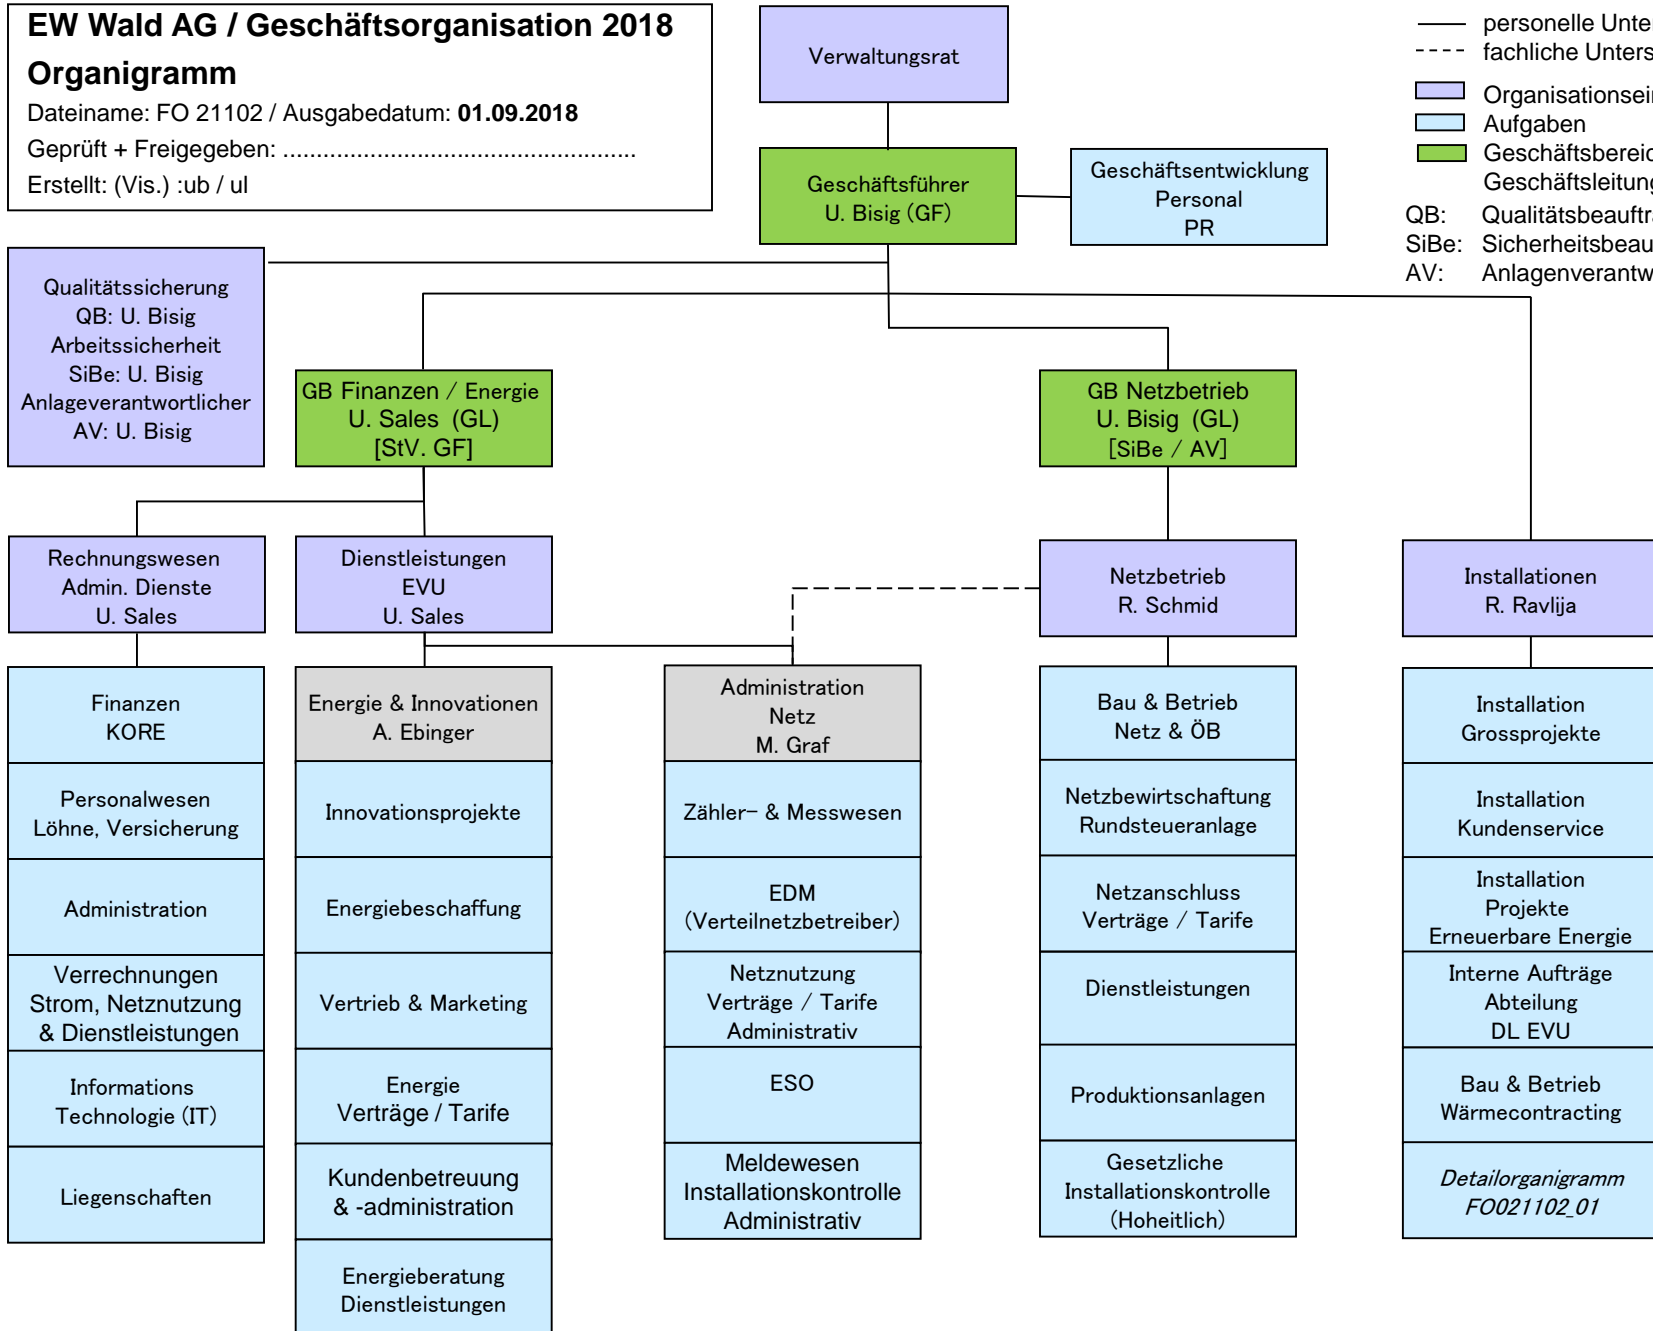 EW Wald AG / Geschäftsorganisation 2018
Organigramm
Dateiname: FO 21102 / Ausgabedatum: 01.09.2018
Geprüft + Freigegeben: ........................................................
Erstellt: (Vis.) :ub / ul
Verwaltungsrat
personelle
fachliche
Aufgaben
QB:
SiBe:
AV:
Geschäftsführer
U. Bisig (GF)
Geschäftsentwicklung
Personal
PR
Qualitätssicherung
QB: U. Bisig
Arbeitssicherheit
SiBe: U. Bisig
Anlageverantwortlicher
AV: U. Bisig
GB Finanzen / Energie
U. Sales (GL)
[StV. GF]
GB Netzbetrieb
U. Bisig (GL)
[SiBe / AV]
Rechnungswesen
Admin. Dienste
U. Sales
Dienstleistungen
EVU
U. Sales
Netzbetrieb
R. Schmid
Installationen
R. Ravlija
Finanzen
KORE
Personalwesen
Löhne, Versicherung
Administration
Verrechnungen
Strom, Netznutzung
& Dienstleistungen
Informations
Technologie (IT)
Liegenschaften
Energie & Innovationen
A. Ebinger
Innovationsprojekte
Energiebeschaffung
Vertrieb & Marketing
Energie
Verträge / Tarife
Kundenbetreuung
& -administration
Energieberatung
Dienstleistungen
Administration
Netz
M. Graf
Zähler- & Messwesen
EDM
(Verteilnetzbetreiber)
Netznutzung
Verträge / Tarife
Administrativ
ESO
Meldewesen
Installationskontrolle
Administrativ
Bau & Betrieb
Netz & ÖB
Netzbewirtschaftung
Rundsteueranlage
Netzanschluss
Verträge / Tarife
Dienstleistungen
Produktionsanlagen
Gesetzliche
Installationskontrolle
(Hoheitlich)
Installation
Grossprojekte
Installation
Kundenservice
Installation
Projekte
Erneuerbare Energie
Interne Aufträge
Abteilung
DL EVU
Bau & Betrieb
Wärmecontracting
Detailorganigramm
FO021102_01